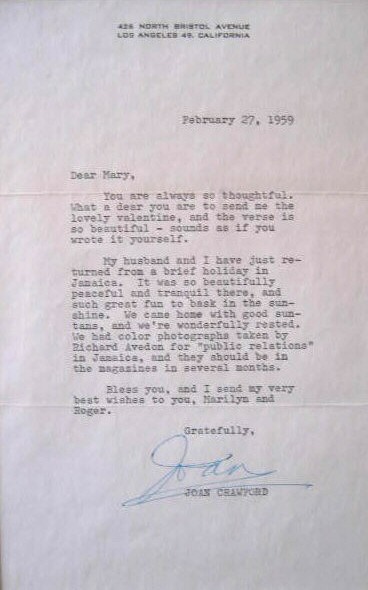 426 NORTH BRISTOL AVENUE
LOS ANGELES 49, CALIFORNIA
February 27, 1959
Dear Mary,
You are always so thoughtful.
What a dear you are to send me the
lovely valentine, and the verse is
so beautiful - sounds as if you
wrote it yourself.
My husband and I have just re-
turned from a brief holiday in
Jamaica. It was so beautifully
peaceful and tranquil there, and
such great fun to bask in the sun-
shine. We came home with good sun-
tans, and we're wonderfully rested.
We had color photographs taken by
Richard Avedon for "public relations"
in Jamaica, and they should be in
the magazines in several months.
Bless you, and I send my very
best wishes to you, Marilyn and
Roger.
Gratefully,
Joan
JOAN CRAWFORD